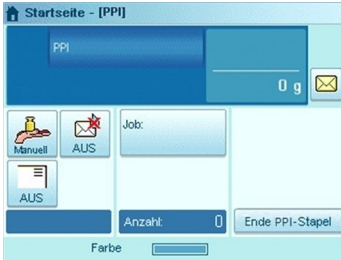 Startseite - [PPI]
PPI
0 g
Manuell
AUS
Job:
AUS
Anzahl: 0
Ende PPI-Stapel
Farbe